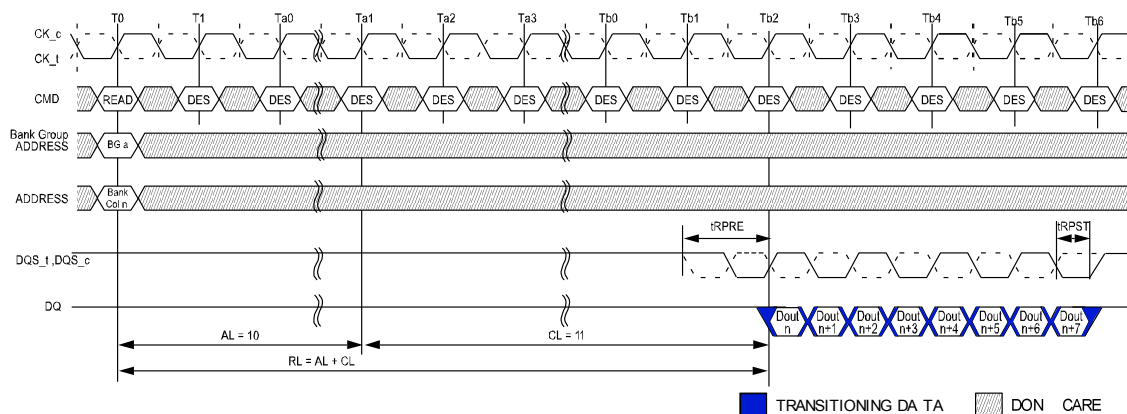 T0 T1 Ta0 Ta1 Ta2 Ta3 Tb0 Tb1 Tb2 Tb3 Tb4 Tb5 Tb6
CK_c
CK_t
CMD READ DES DES DES DES DES DES DES DES DES DES DES DES
Bank Group
ADDRESS BG a
ADDRESS Bank
Col n
tRPRE tRPST
DQS_t ,DQS_c
DQ Dout
n Dout
n+1 Dout
n+2 Dout
n+3 Dout
n+4 Dout
n+5 Dout
n+6 Dout
n+7
AL = 10 CL = 11
RL = AL + CL
TRANSITIONING DA TA DON CARE